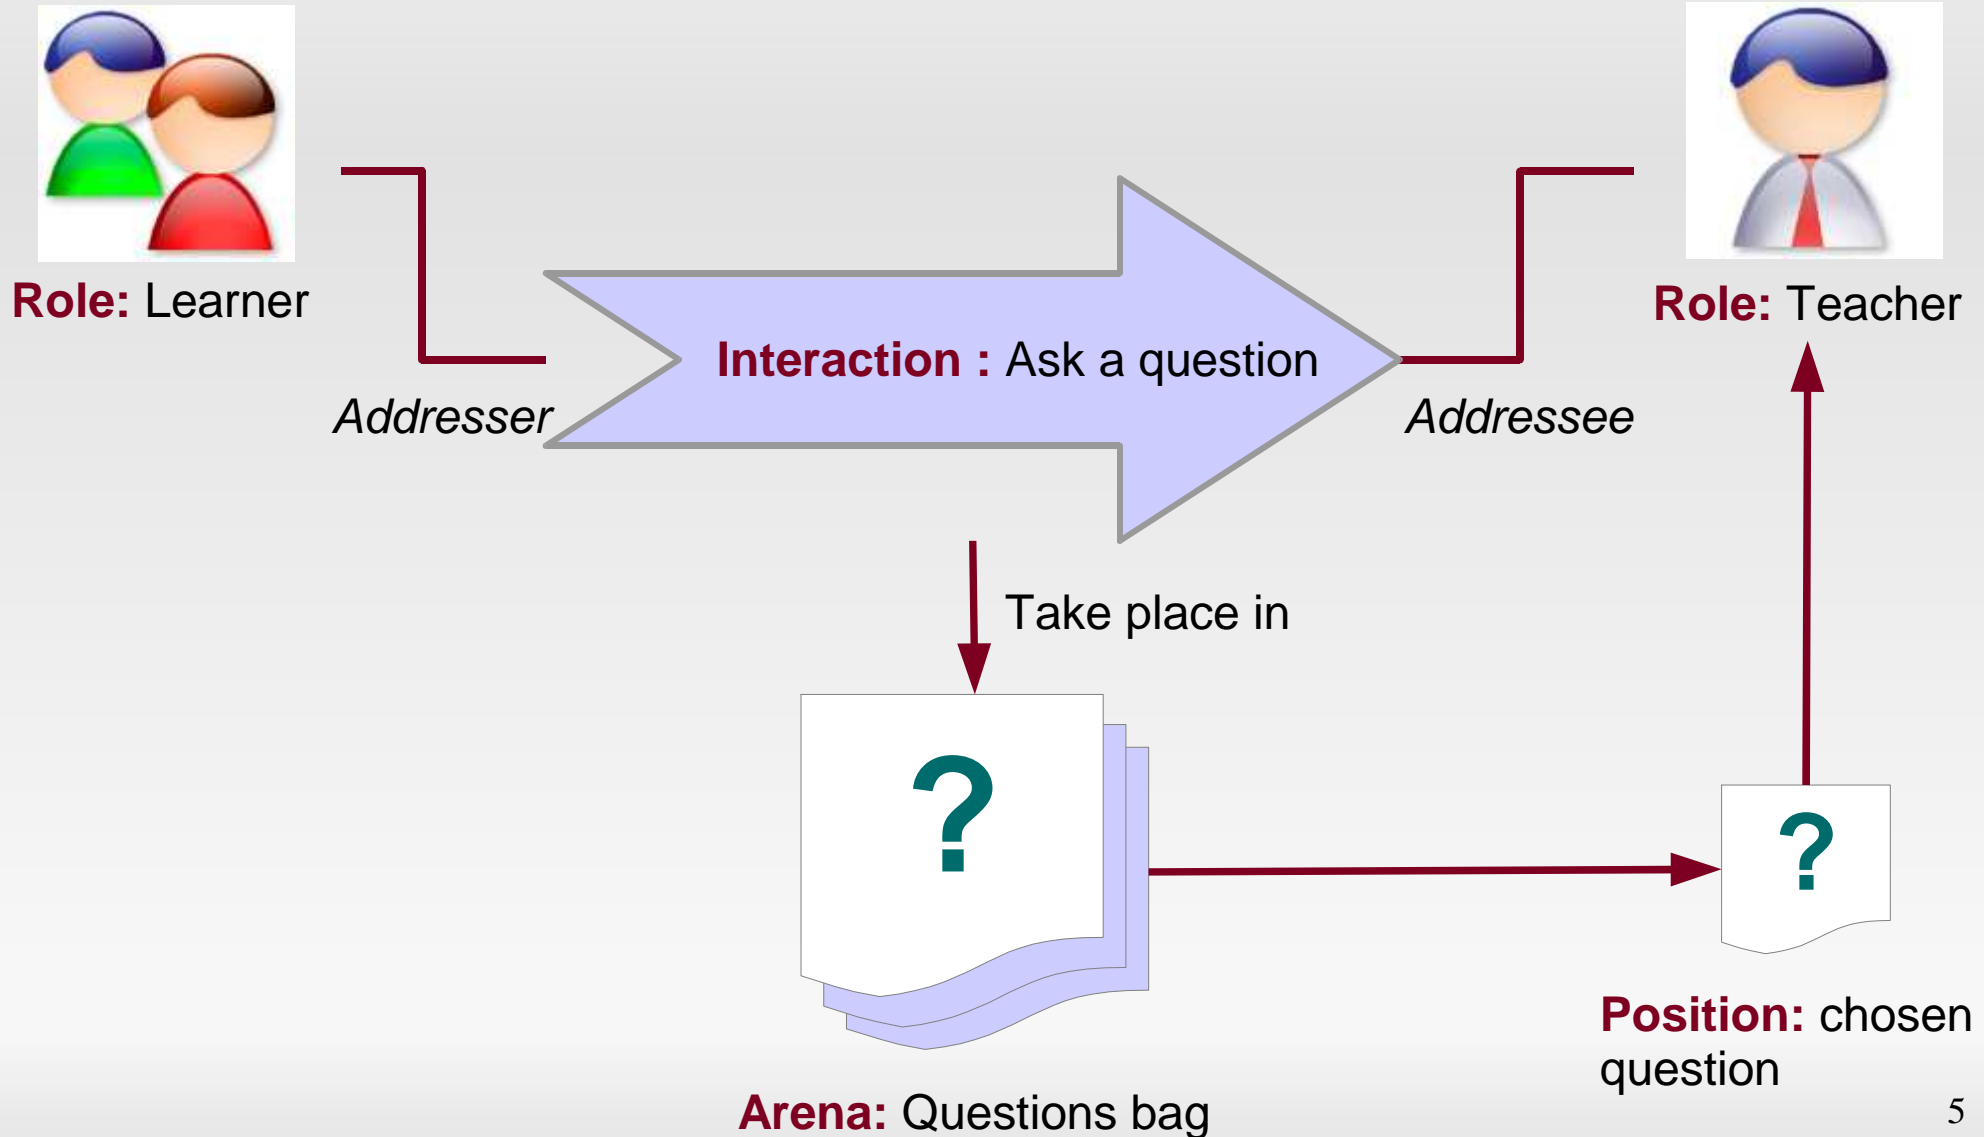 Role: Learner
Role: Teacher
Interaction : Ask a question
Addresser
Addressee
Take place in
?
?
Position: chosen
question
Arena: Questions bag
5